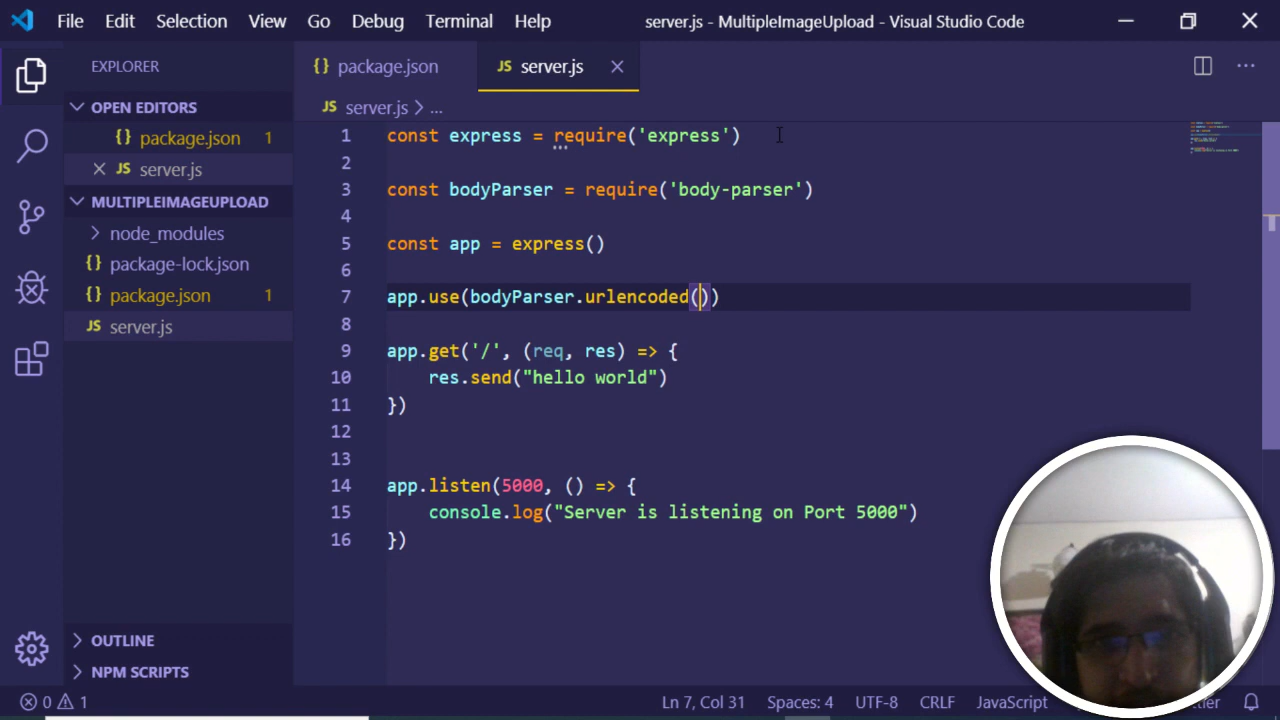 File Edit Selection View Go Debug Terminal Help server.js - MultipleImageUpload - Visual Studio Code
EXPLORER
OPEN EDITORS
{} package.json 1
JS server.js
MULTIPLEIMAGEUPLOAD
node_modules
{} package-lock.json
{} package.json 1
JS server.js
OUTLINE
NPM SCRIPTS
{} package.json JS server.js
JS server.js > ...
1 const express = require('express')
2
3 const bodyParser = require('body-parser')
4
5 const app = express()
6
7 app.use(bodyParser.urlencoded())
8
9 app.get('/', (req, res) => {
10 res.send("hello world")
11 })
12
13
14 app.listen(5000, () => {
15 console.log("Server is listening on Port 5000")
16 })
0 1 Ln 7, Col 31 Spaces: 4 UTF-8 CRLF JavaScript